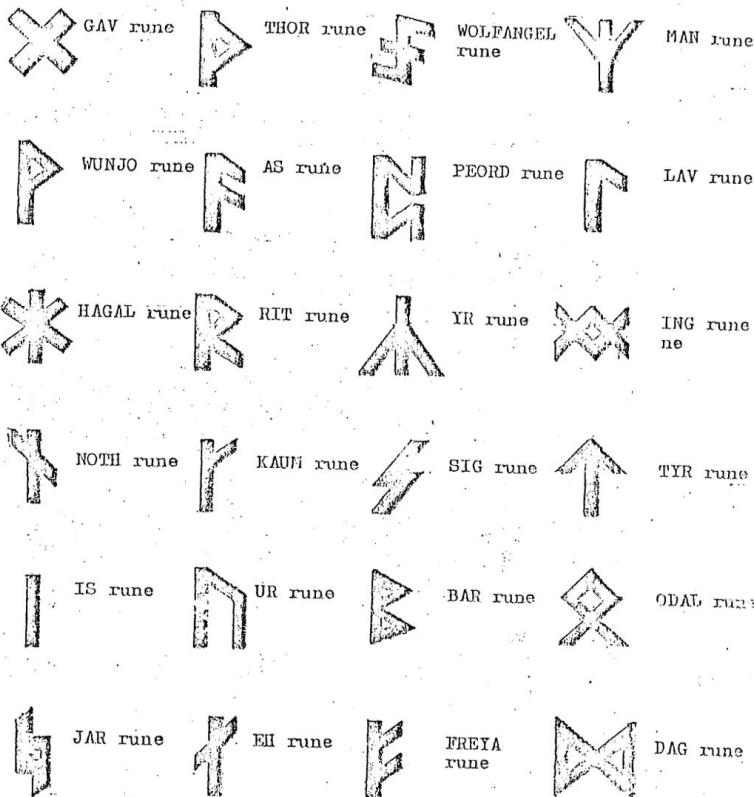 GAV rune
THOR rune
WOLFANGEL
rune
MAN rune
WUNJO rune
AS rune
PEORD rune
LAV rune
HAGAL rune
RIT rune
YR rune
ING rune
ne
NOTH rune
KAUM rune
SIG rune
TYR rune
IS rune
UR rune
BAR rune
ODAL rune
JAR rune
EH rune
FREYA
rune
DAG rune